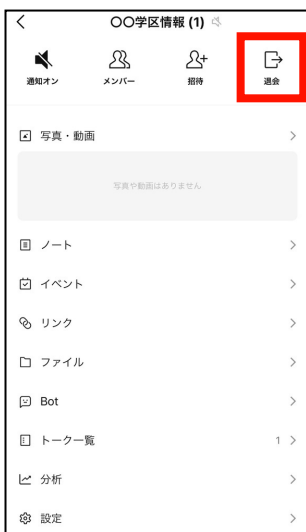 〇〇学区情報 (1)
通知オン メンバー 招待 退会
写真・動画
写真や動画はありません
ノート
イベント
リンク
ファイル
Bot
トーク一覧 1
分析
設定